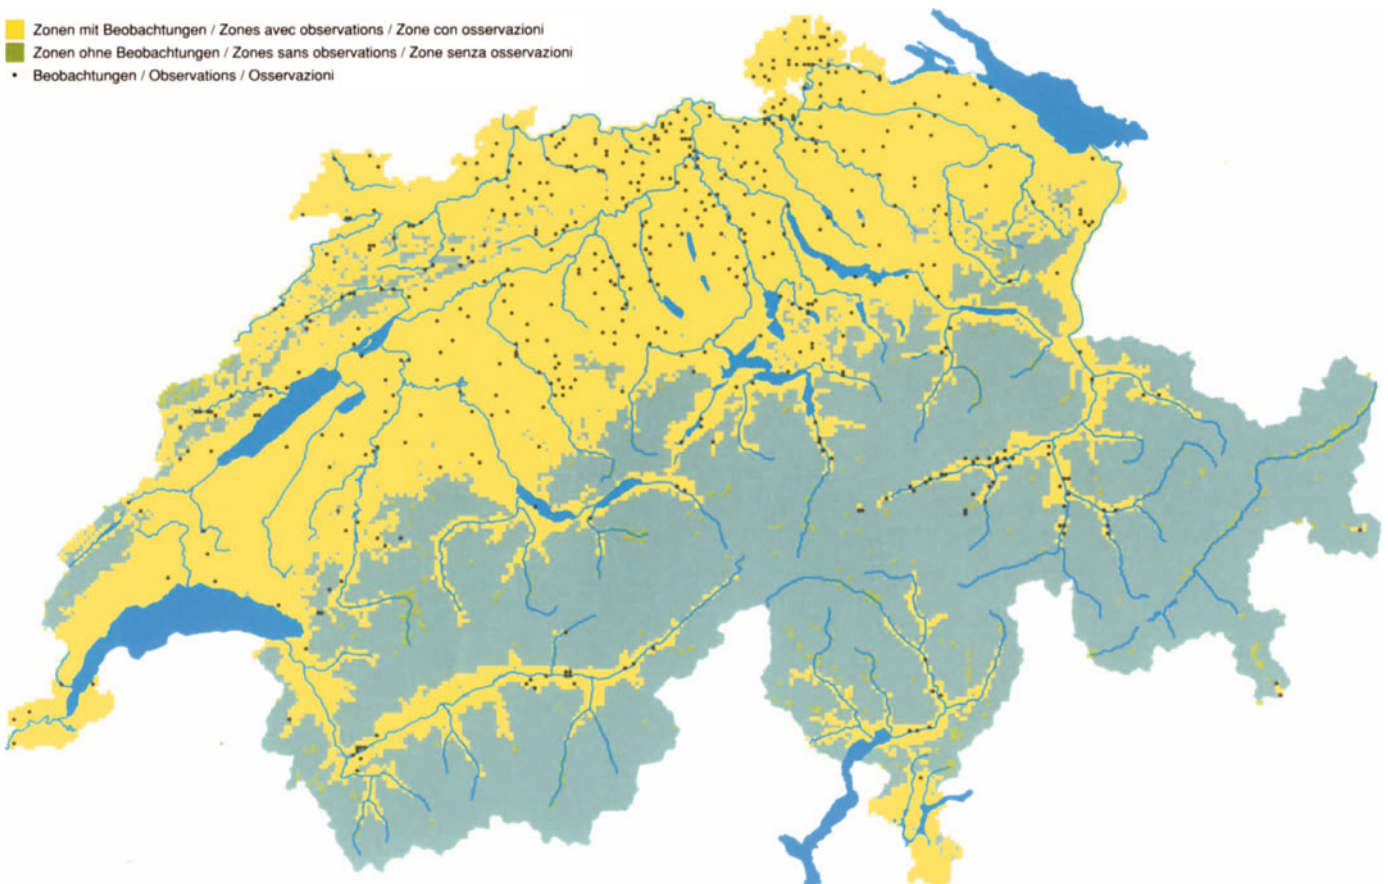 Zonen mit Beobachtungen / Zones avec observations / Zone con osservazioni
Zonen ohne Beobachtungen / Zones sans observations / Zone senza osservazioni
Beobachtungen / Observations / Osservazioni